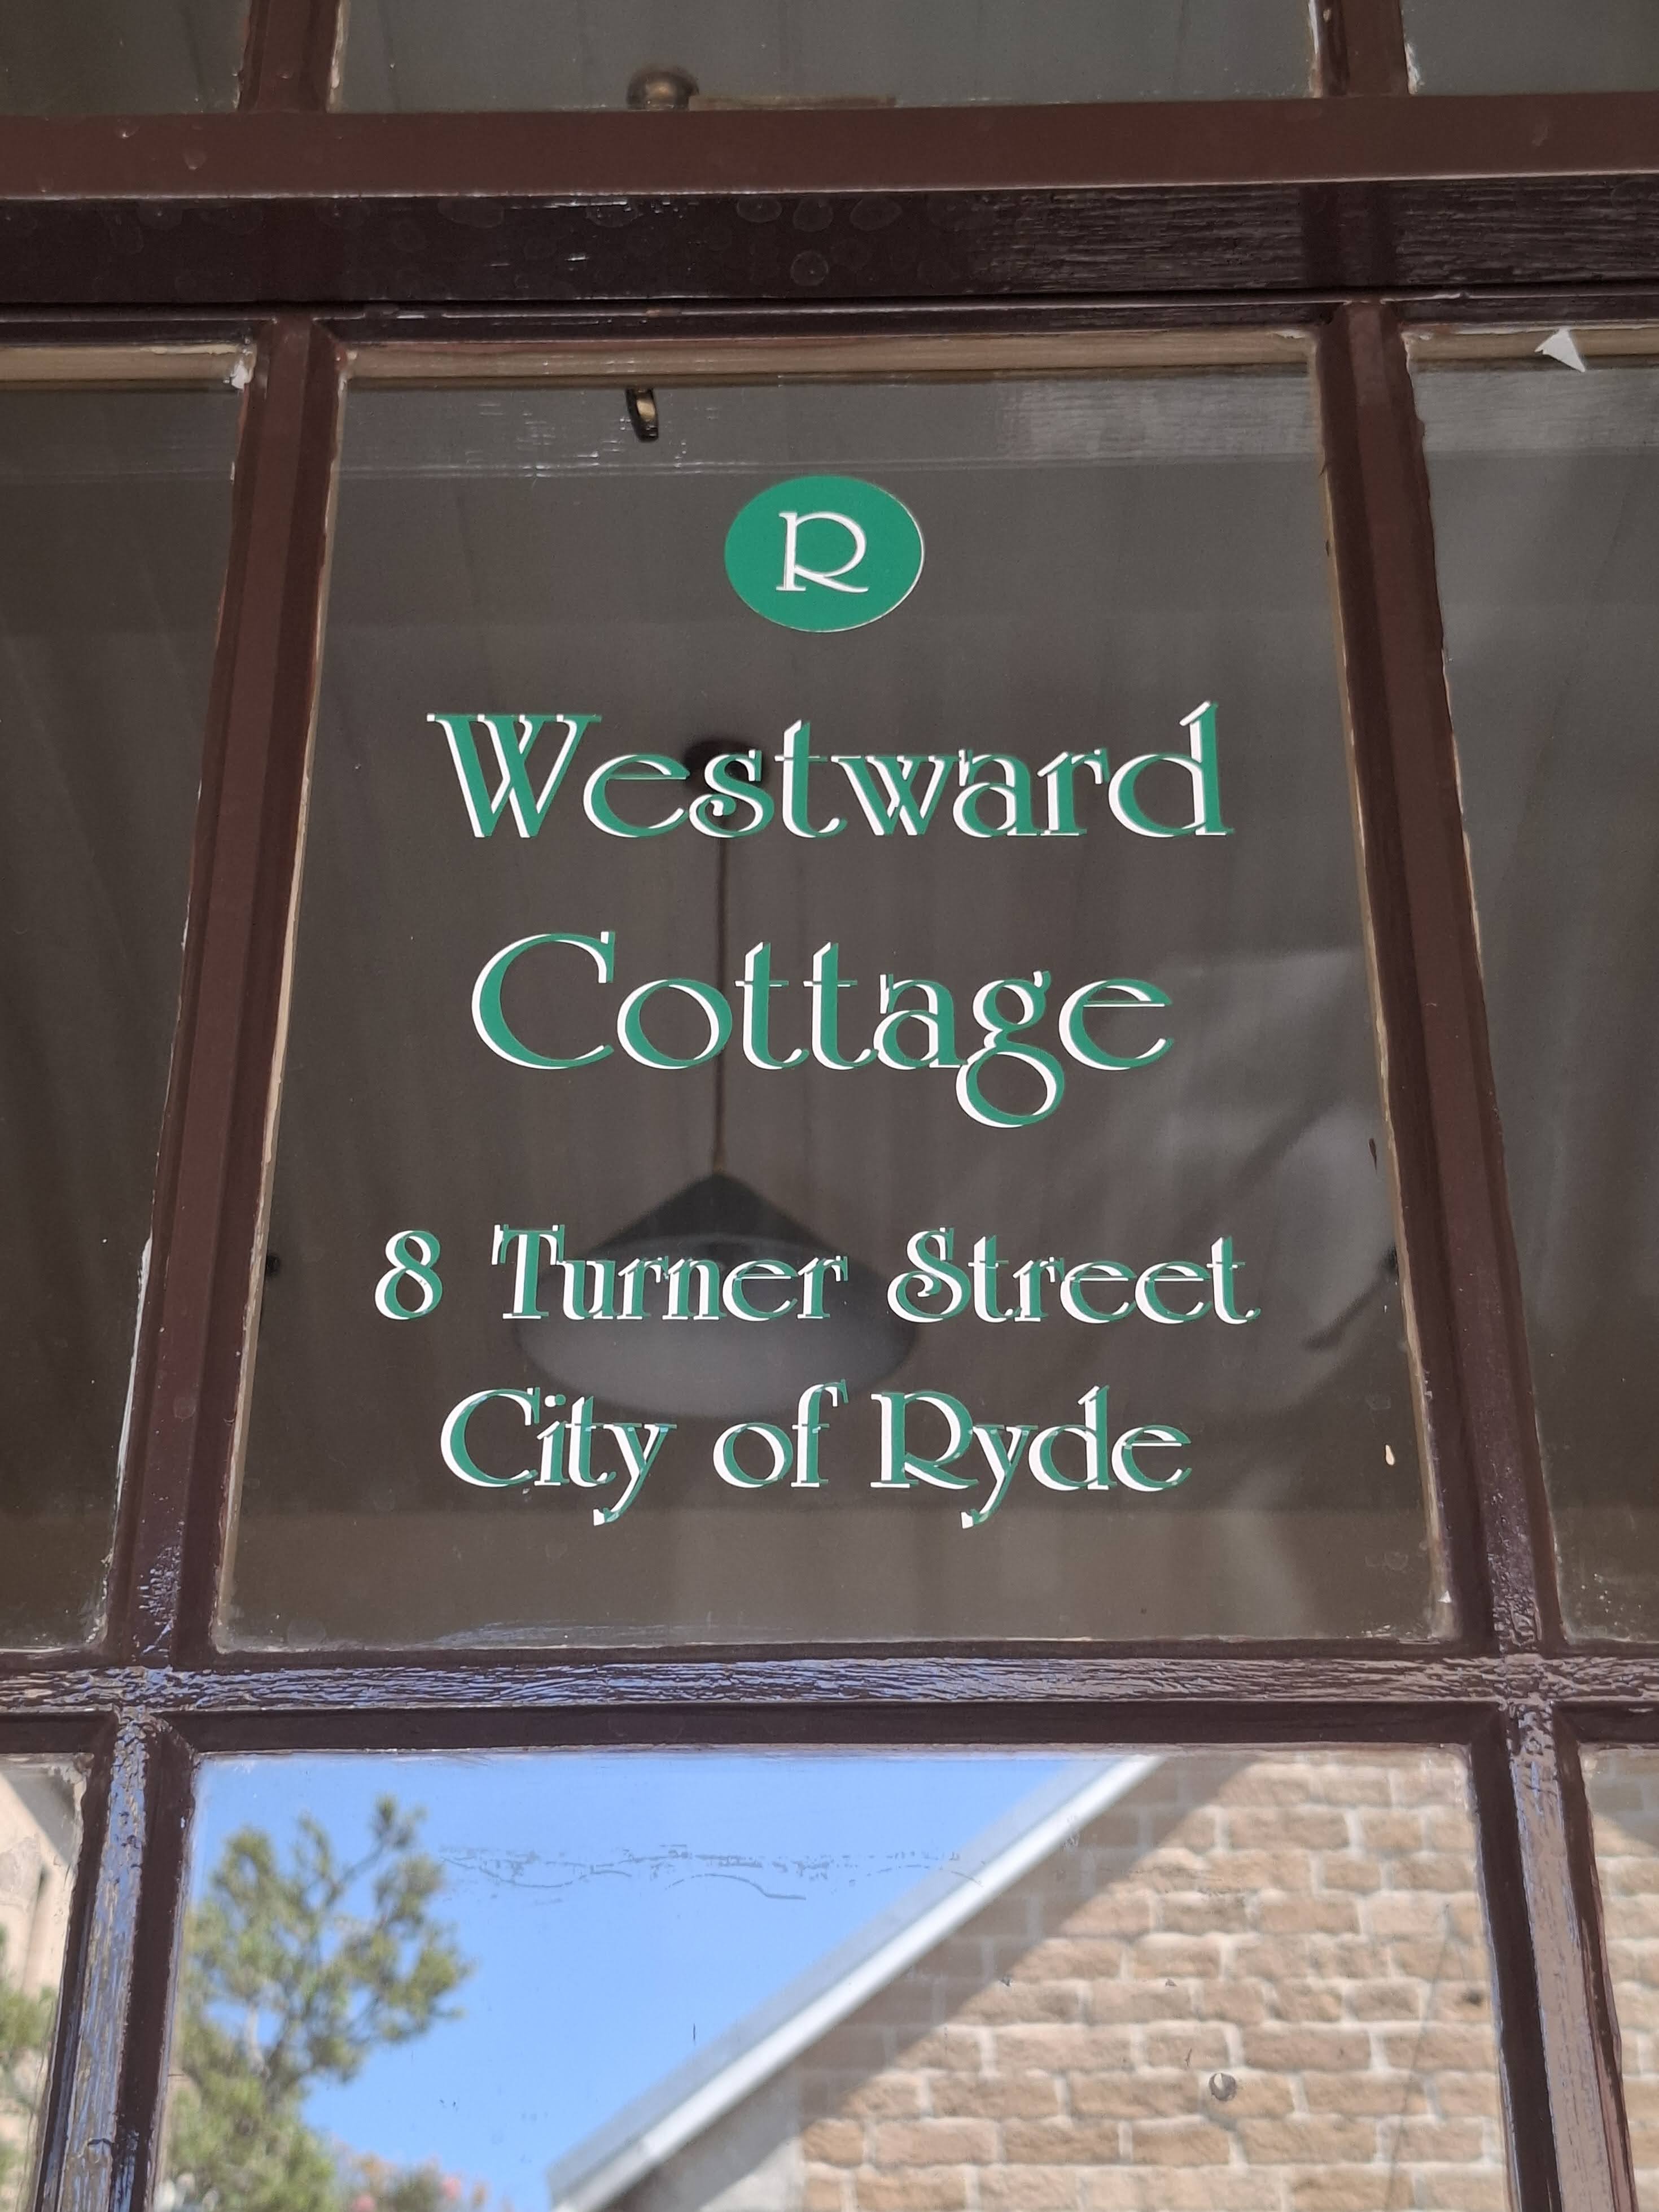 R
Westward
Cottage
8 Turner Street
City of Ryde